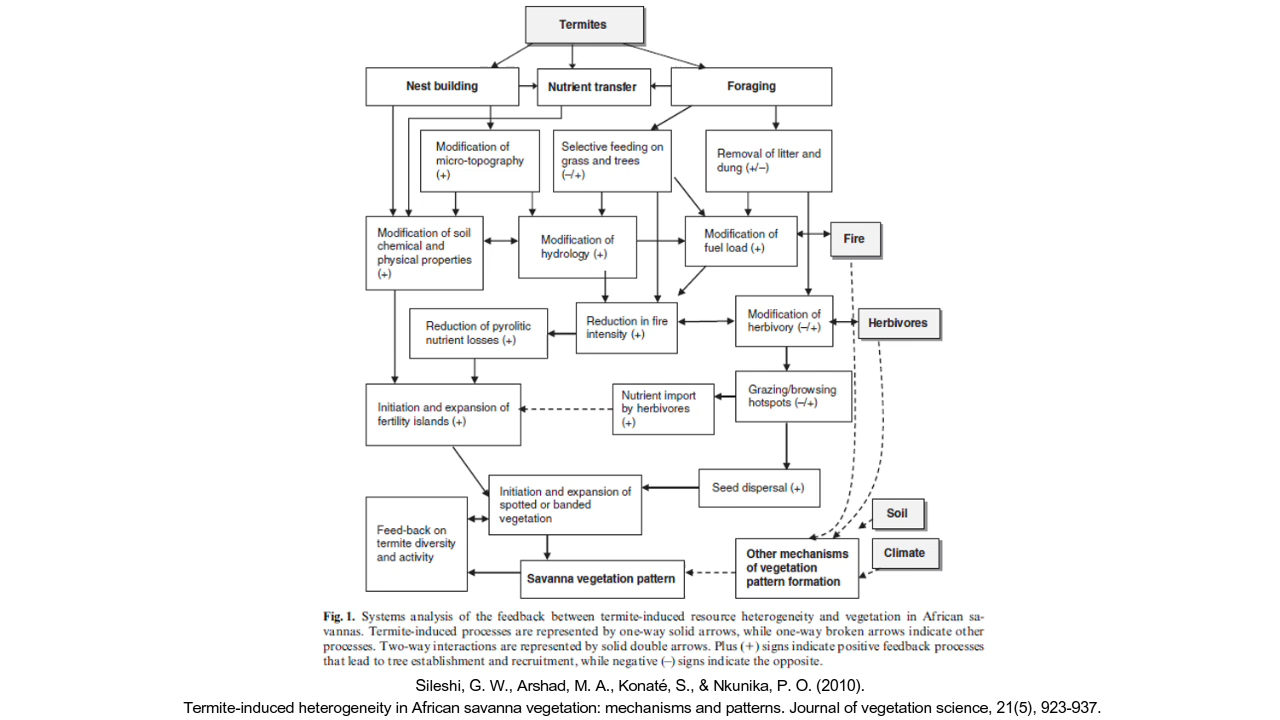 Termites
Nest building
Nutrient transfer
Foraging
Modification of
micro-topography
(+)
Selective feeding on
grass and trees
(–/+)
Removal of litter and
dung (+/–)
Modification of soil
chemical and
physical properties
(+)
Modification of
hydrology (+)
Modification of
fuel load (+)
Fire
Reduction of pyrolitic
nutrient losses (+)
Reduction in fire
intensity (+)
Modification of
herbivory (–/+)
Herbivores
Initiation and expansion of
fertility islands (+)
Nutrient import
by herbivores
(+)
Grazing/browsing
hotspots (–/+)
Initiation and expansion of
spotted or banded
vegetation
Seed dispersal (+)
Soil
Feed-back on
termite diversity
and activity
Savanna vegetation pattern
Other mechanisms
of vegetation
pattern formation
Climate
Fig. 1. Systems analysis of the feedback between termite-induced resource heterogeneity and vegetation in African sa-
vannas. Termite-induced processes are represented by one-way solid arrows, while one-way broken arrows indicate other
processes. Two-way interactions are represented by solid double arrows. Plus (+) signs indicate positive feedback processes
that lead to tree establishment and recruitment, while negative (–) signs indicate the opposite.
Sileshi, G. W., Arshad, M. A., Konaté, S., & Nkunika, P. O. (2010).
Termite-induced heterogeneity in African savanna vegetation: mechanisms and patterns. Journal of vegetation science, 21(5), 923-937.